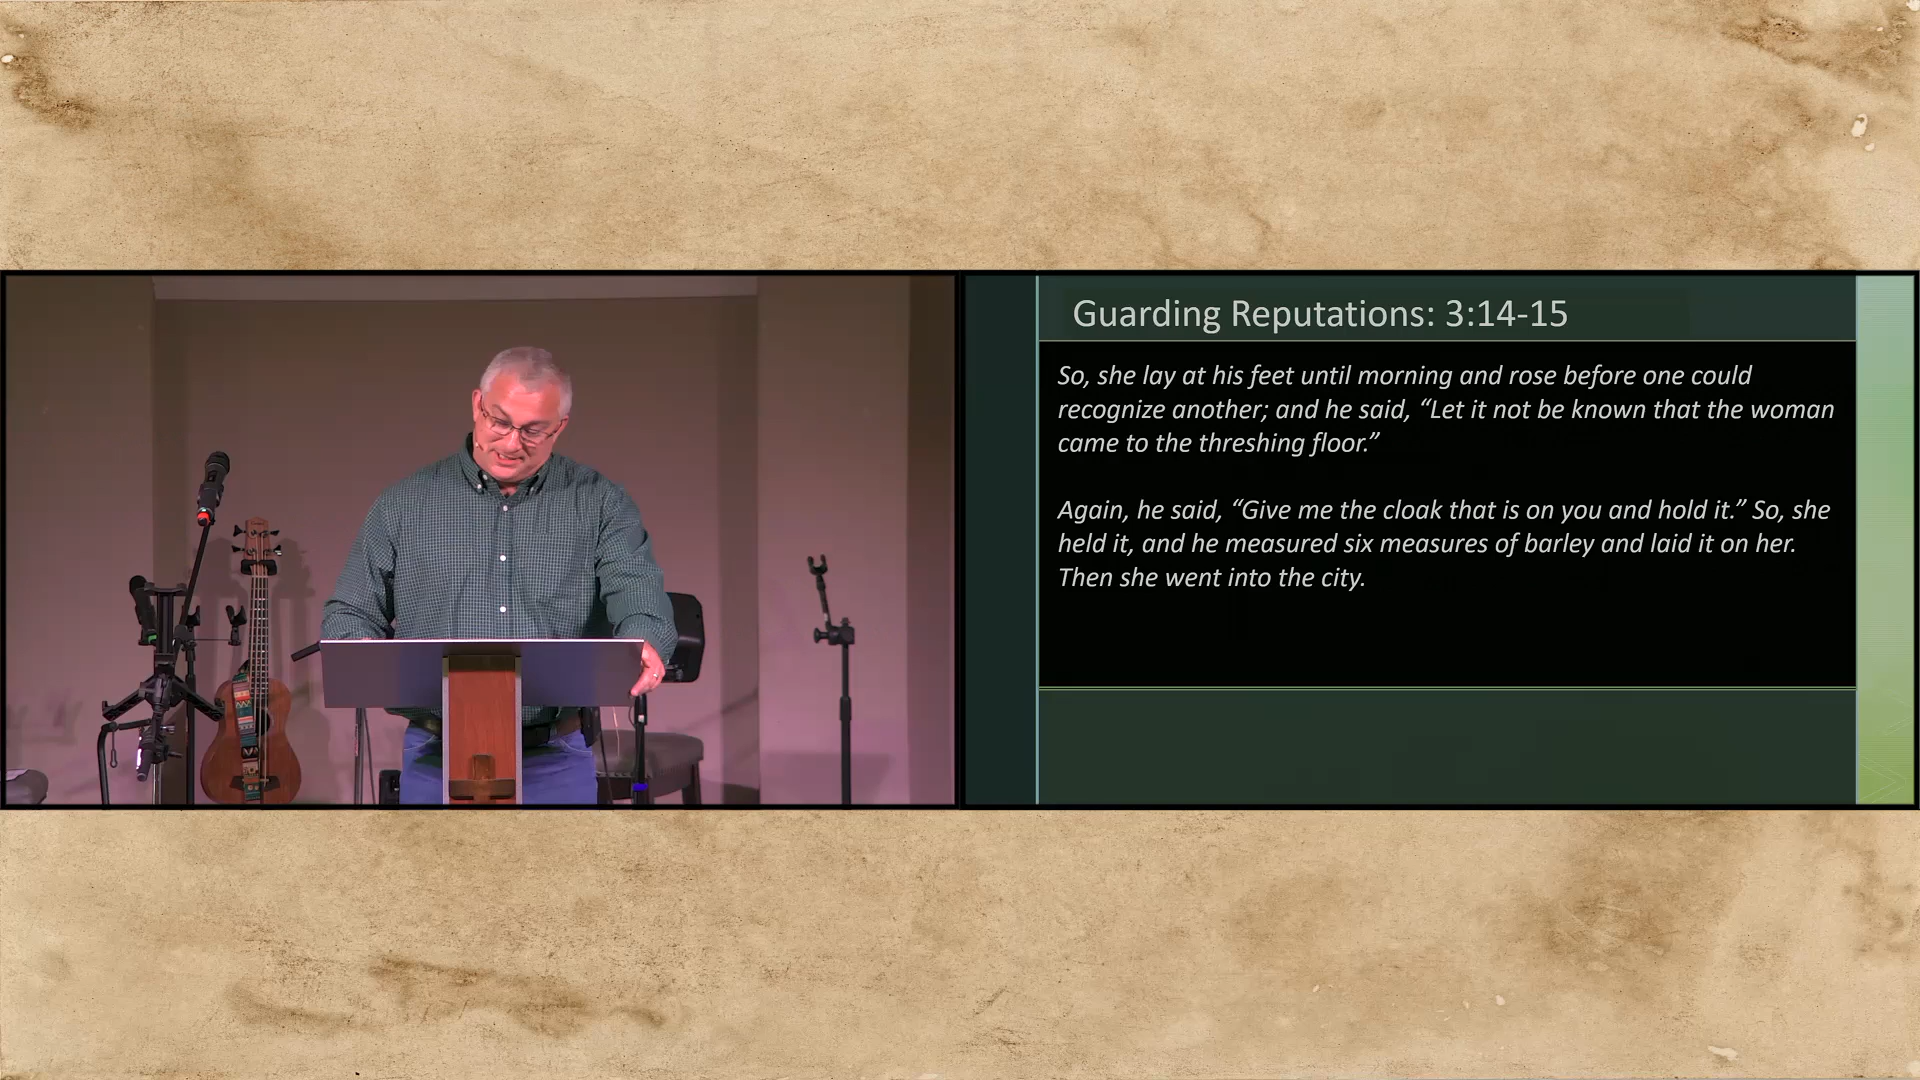 Guarding Reputations: 3:14-15
So, she lay at his feet until morning and rose before one could
recognize another; and he said, “Let it not be known that the woman
came to the threshing floor.”
Again, he said, “Give me the cloak that is on you and hold it.” So, she
held it, and he measured six measures of barley and laid it on her.
Then she went into the city.